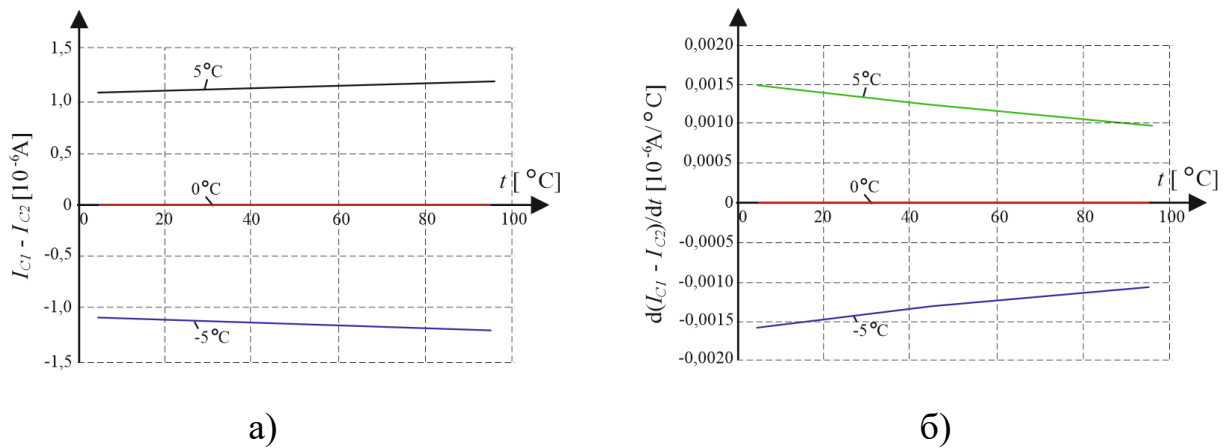 I_C1 - I_C2 [10⁻⁶A]
1,5
1,0
0,5
0
-0,5
-1,0
-1,5
5°C
0°C
-5°C
0
20
40
60
80
100
t [ °C]
а)
d(I_C1 - I_C2)/dt [10⁻⁶A/°C]
0,0020
0,0015
0,0010
0,0005
0
-0,0005
-0,0010
-0,0015
-0,0020
5°C
0°C
-5°C
0
20
40
60
80
100
t [ °C]
б)